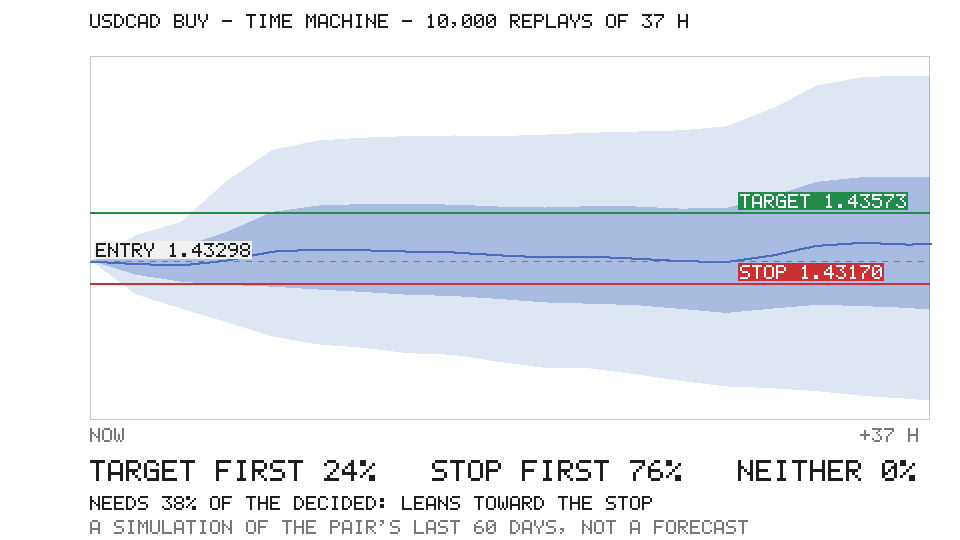 USDCAD BUY - TIME MACHINE - 10,000 REPLAYS OF 37 H
TARGET 1.43573
ENTRY 1.43298
STOP 1.43170
NOW
+37 H
TARGET FIRST 24% STOP FIRST 76% NEITHER 0%
NEEDS 38% OF THE DECIDED: LEANS TOWARD THE STOP
A SIMULATION OF THE PAIR'S LAST 60 DAYS, NOT A FORECAST